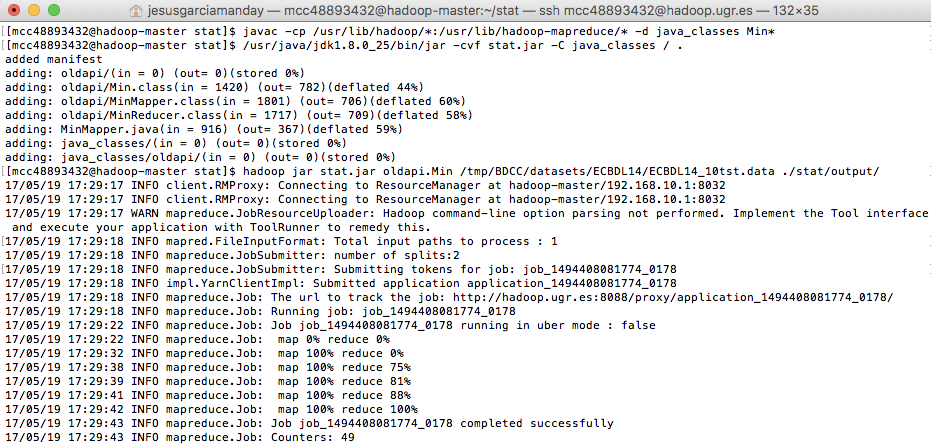 jesusgarciamanday — mcc48893432@hadoop-master:~/stat — ssh mcc48893432@hadoop.ugr.es — 132×35
[[mcc48893432@hadoop-master stat]$ javac -cp /usr/lib/hadoop/*:/usr/lib/hadoop-mapreduce/* -d java_classes Min*
[[mcc48893432@hadoop-master stat]$ /usr/java/jdk1.8.0_25/bin/jar -cvf stat.jar -C java_classes / .
added manifest
adding: oldapi/(in = 0) (out= 0)(stored 0%)
adding: oldapi/Min.class(in = 1420) (out= 782)(deflated 44%)
adding: oldapi/MinMapper.class(in = 1801) (out= 706)(deflated 60%)
adding: oldapi/MinReducer.class(in = 1717) (out= 709)(deflated 58%)
adding: MinMapper.java(in = 916) (out= 367)(deflated 59%)
adding: java_classes/(in = 0) (out= 0)(stored 0%)
adding: java_classes/oldapi/(in = 0) (out= 0)(stored 0%)
[[mcc48893432@hadoop-master stat]$ hadoop jar stat.jar oldapi.Min /tmp/BDCC/datasets/ECBDL14/ECBDL14_10tst.data ./stat/output/
17/05/19 17:29:17 INFO client.RMProxy: Connecting to ResourceManager at hadoop-master/192.168.10.1:8032
17/05/19 17:29:17 INFO client.RMProxy: Connecting to ResourceManager at hadoop-master/192.168.10.1:8032
17/05/19 17:29:17 WARN mapreduce.JobResourceUploader: Hadoop command-line option parsing not performed. Implement the Tool interface
and execute your application with ToolRunner to remedy this.
17/05/19 17:29:18 INFO mapred.FileInputFormat: Total input paths to process : 1
17/05/19 17:29:18 INFO mapreduce.JobSubmitter: number of splits:2
17/05/19 17:29:18 INFO mapreduce.JobSubmitter: Submitting tokens for job: job_1494408081774_0178
17/05/19 17:29:18 INFO impl.YarnClientImpl: Submitted application application_1494408081774_0178
17/05/19 17:29:18 INFO mapreduce.Job: The url to track the job: http://hadoop.ugr.es:8088/proxy/application_1494408081774_0178/
17/05/19 17:29:18 INFO mapreduce.Job: Running job: job_1494408081774_0178
17/05/19 17:29:22 INFO mapreduce.Job: Job job_1494408081774_0178 running in uber mode : false
17/05/19 17:29:22 INFO mapreduce.Job:  map 0% reduce 0%
17/05/19 17:29:32 INFO mapreduce.Job:  map 100% reduce 0%
17/05/19 17:29:38 INFO mapreduce.Job:  map 100% reduce 75%
17/05/19 17:29:39 INFO mapreduce.Job:  map 100% reduce 81%
17/05/19 17:29:41 INFO mapreduce.Job:  map 100% reduce 88%
17/05/19 17:29:42 INFO mapreduce.Job:  map 100% reduce 100%
17/05/19 17:29:43 INFO mapreduce.Job: Job job_1494408081774_0178 completed successfully
17/05/19 17:29:43 INFO mapreduce.Job: Counters: 49